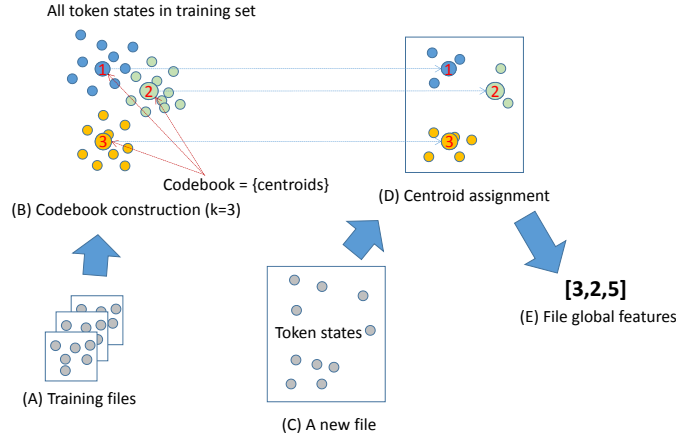 All token states in training set
1
2
3
1
2
3
Codebook = {centroids}
(B) Codebook construction (k=3)
(D) Centroid assignment
Token states
[3,2,5]
(E) File global features
(A) Training files
(C) A new file